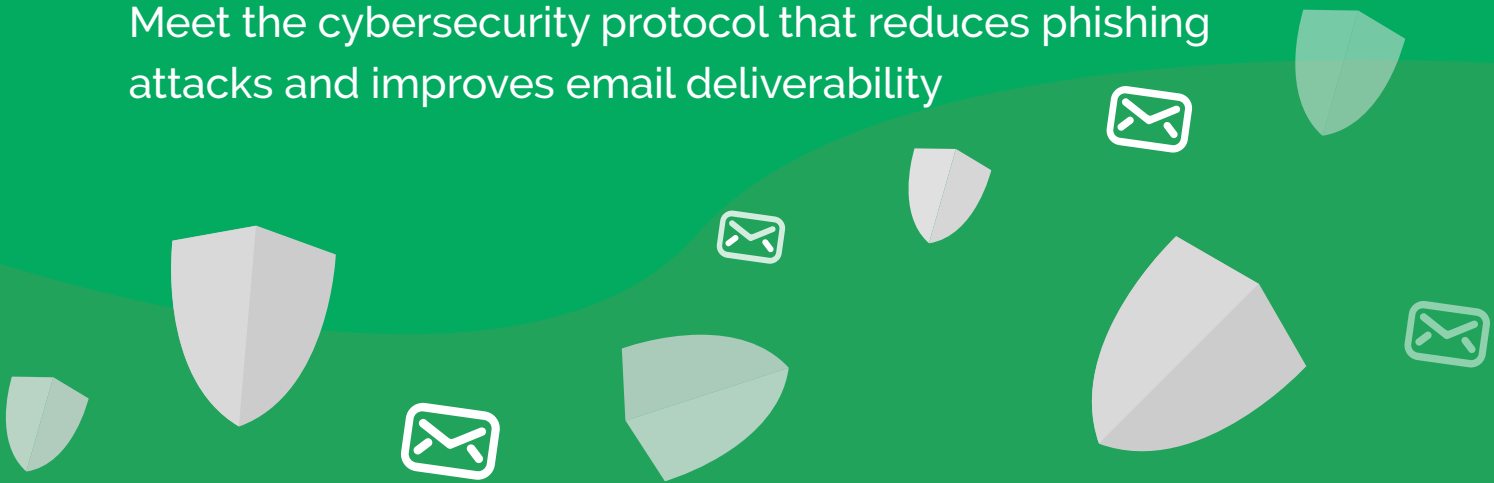 Meet the cybersecurity protocol that reduces phishing
attacks and improves email deliverability